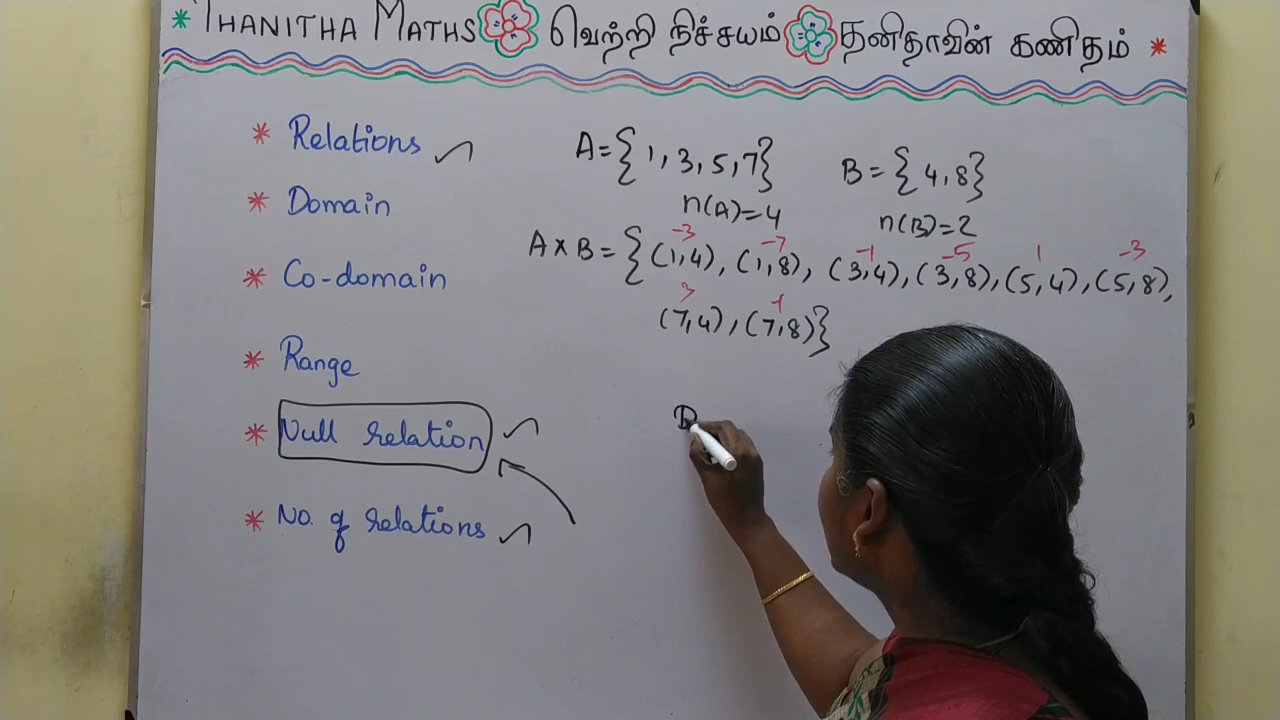 * THANITHA MATHS வெற்றி நிச்சயம் தனிதாவின் கணிதம் *
* Relations ✓
* Domain
* Co-domain
* Range
* Null relation ✓
* No. of relations ✓
A = {1, 3, 5, 7} B = {4, 8}
n(A) = 4 n(B) = 2
-3 -7 -1 -5 1 -3
A × B = {(1, 4), (1, 8), (3, 4), (3, 8), (5, 4), (5, 8),
3 -1
(7, 4), (7, 8)}